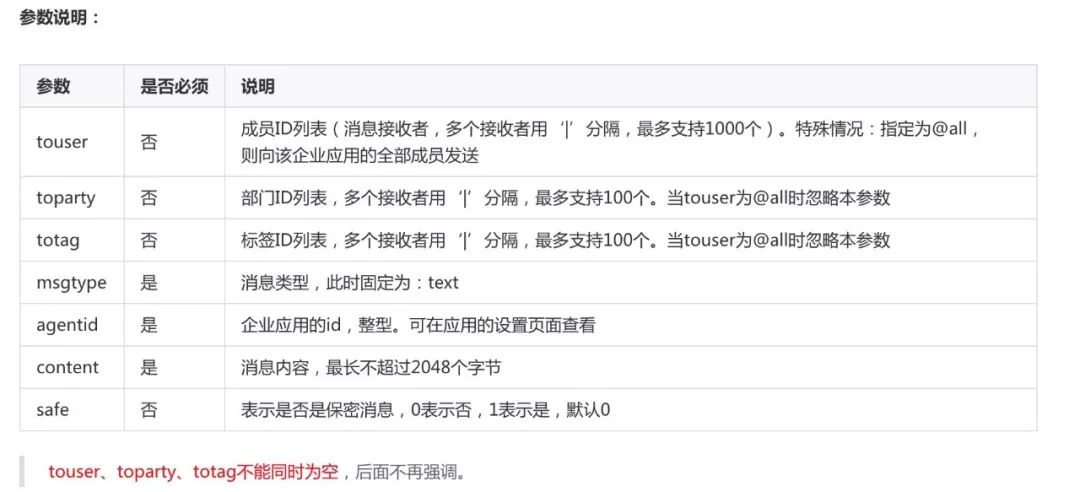 参数说明：
参数 是否必须 说明
touser 否 成员ID列表（消息接收者，多个接收者用‘|’分隔，最多支持1000个）。特殊情况：指定为@all，
则向该企业应用的全部成员发送
toparty 否 部门ID列表，多个接收者用‘|’分隔，最多支持100个。当touser为@all时忽略本参数
totag 否 标签ID列表，多个接收者用‘|’分隔，最多支持100个。当touser为@all时忽略本参数
msgtype 是 消息类型，此时固定为：text
agentid 是 企业应用的id，整型。可在应用的设置页面查看
content 是 消息内容，最长不超过2048个字节
safe 否 表示是否是保密消息，0表示否，1表示是，默认0
touser、toparty、totag不能同时为空，后面不再强调。